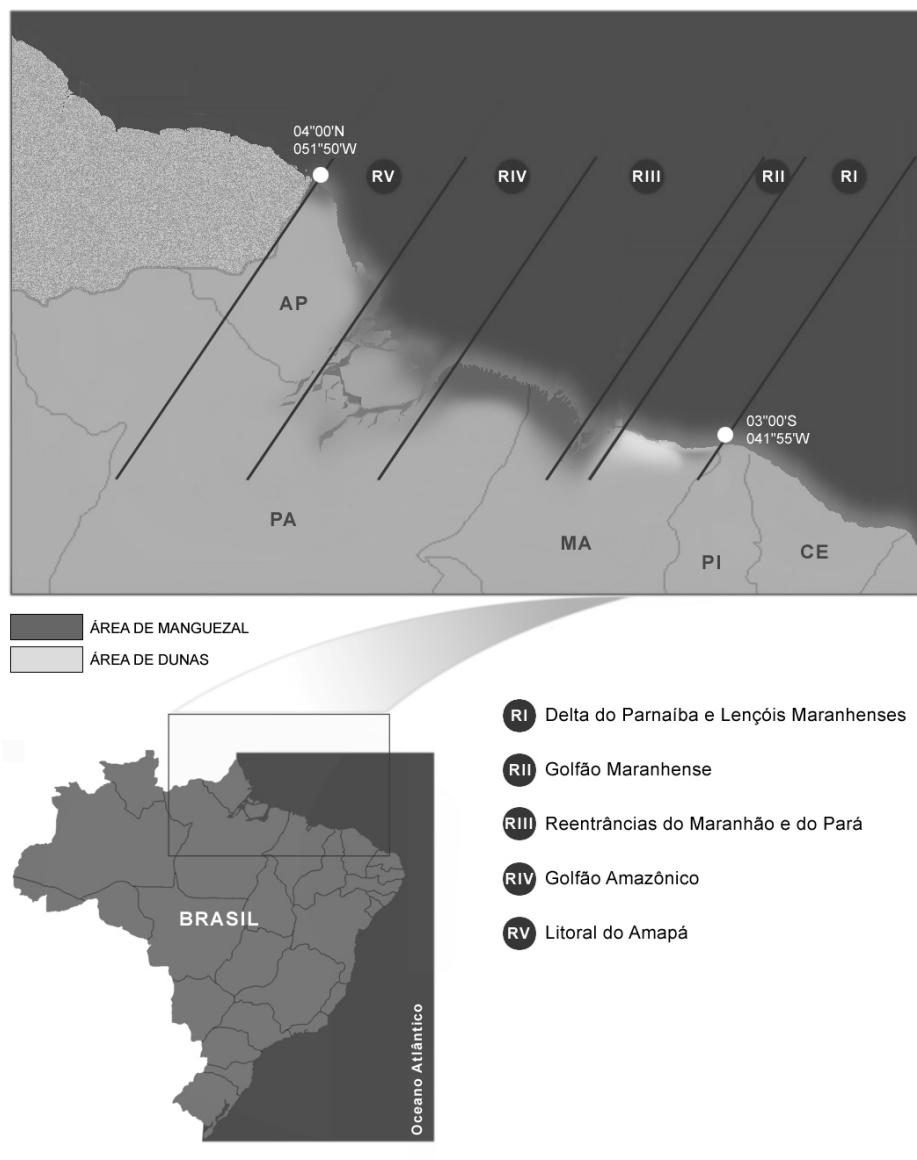 04"00'N
051"50'W
RV
RIV
RIII
RII
RI
AP
03"00'S
041"55'W
PA
MA
PI
CE
ÁREA DE MANGUEZAL
ÁREA DE DUNAS
RI Delta do Parnaíba e Lençóis Maranhenses
RII Golfão Maranhense
RIII Reentrâncias do Maranhão e do Pará
RIV Golfão Amazônico
RV Litoral do Amapá
BRASIL
Oceano Atlântico